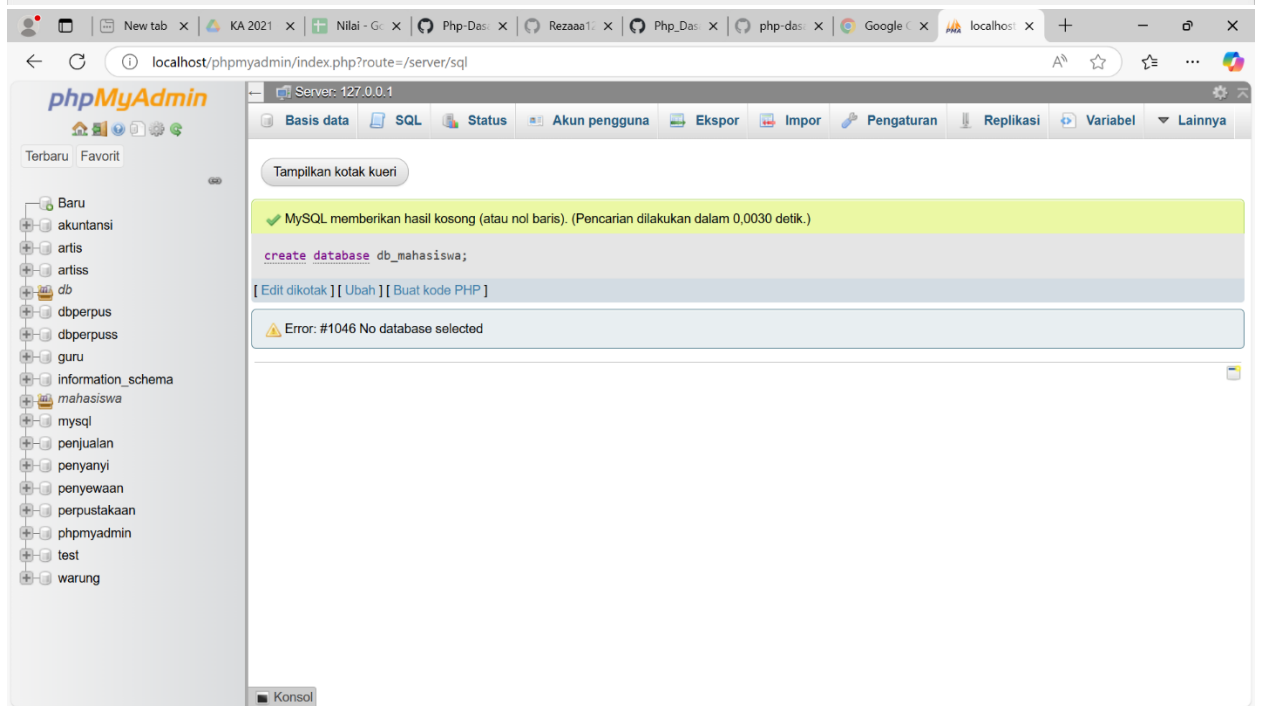 New tab
KA 2021
Nilai - Go
Php-Das
Rezaaa12
Php_Das
php-das
Google C
localhost
localhost/phpmyadmin/index.php?route=/server/sql
phpMyAdmin
Terbaru Favorit
Baru
akuntansi
artis
artiss
db
dbperpus
dbperpuss
guru
information_schema
mahasiswa
mysql
penjualan
penyanyi
penyewaan
perpustakaan
phpmyadmin
test
warung
Server: 127.0.0.1
Basis data SQL Status Akun pengguna Ekspor Impor Pengaturan Replikasi Variabel Lainnya
Tampilkan kotak kueri
MySQL memberikan hasil kosong (atau nol baris). (Pencarian dilakukan dalam 0,0030 detik.)
create database db_mahasiswa;
[ Edit dikotak ] [ Ubah ] [ Buat kode PHP ]
Error: #1046 No database selected
Konsol